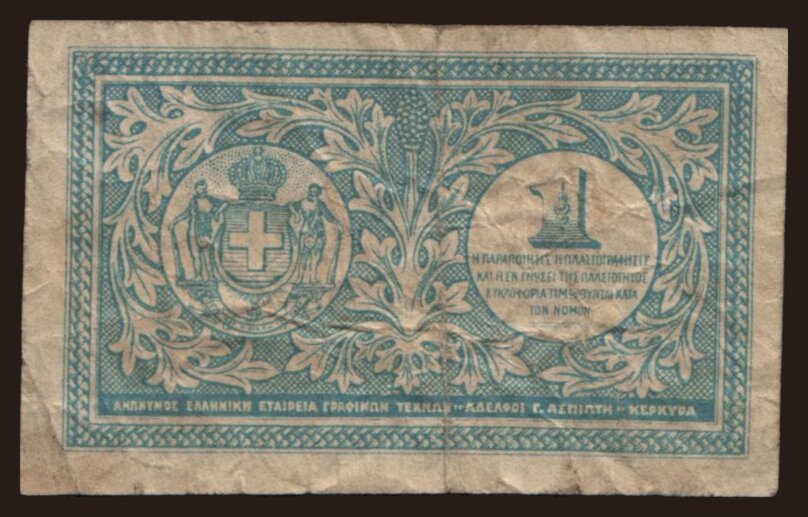 1
Η ΠΑΡΑΠΟΙΗΣΙΣ Η ΠΛΑΣΤΟΓΡΑΦΗΣΙΣ
ΚΑΙ Η ΕΝ ΓΝΩΣΕΙ ΤΗΣ ΠΛΑΣΤΟΤΗΤΟΣ
ΚΥΚΛΟΦΟΡΙΑ ΤΙΜΩΡΟΥΝΤΑΙ ΚΑΤΑ
ΤΟΝ ΝΟΜΟΝ
ΑΝΩΝΥΜΟΣ ΕΛΛΗΝΙΚΗ ΕΤΑΙΡΕΙΑ ΓΡΑΦΙΚΩΝ ΤΕΧΝΩΝ "ΑΔΕΛΦΟΙ Γ. ΑΣΠΙΩΤΗ" ΚΕΡΚΥΡΑ